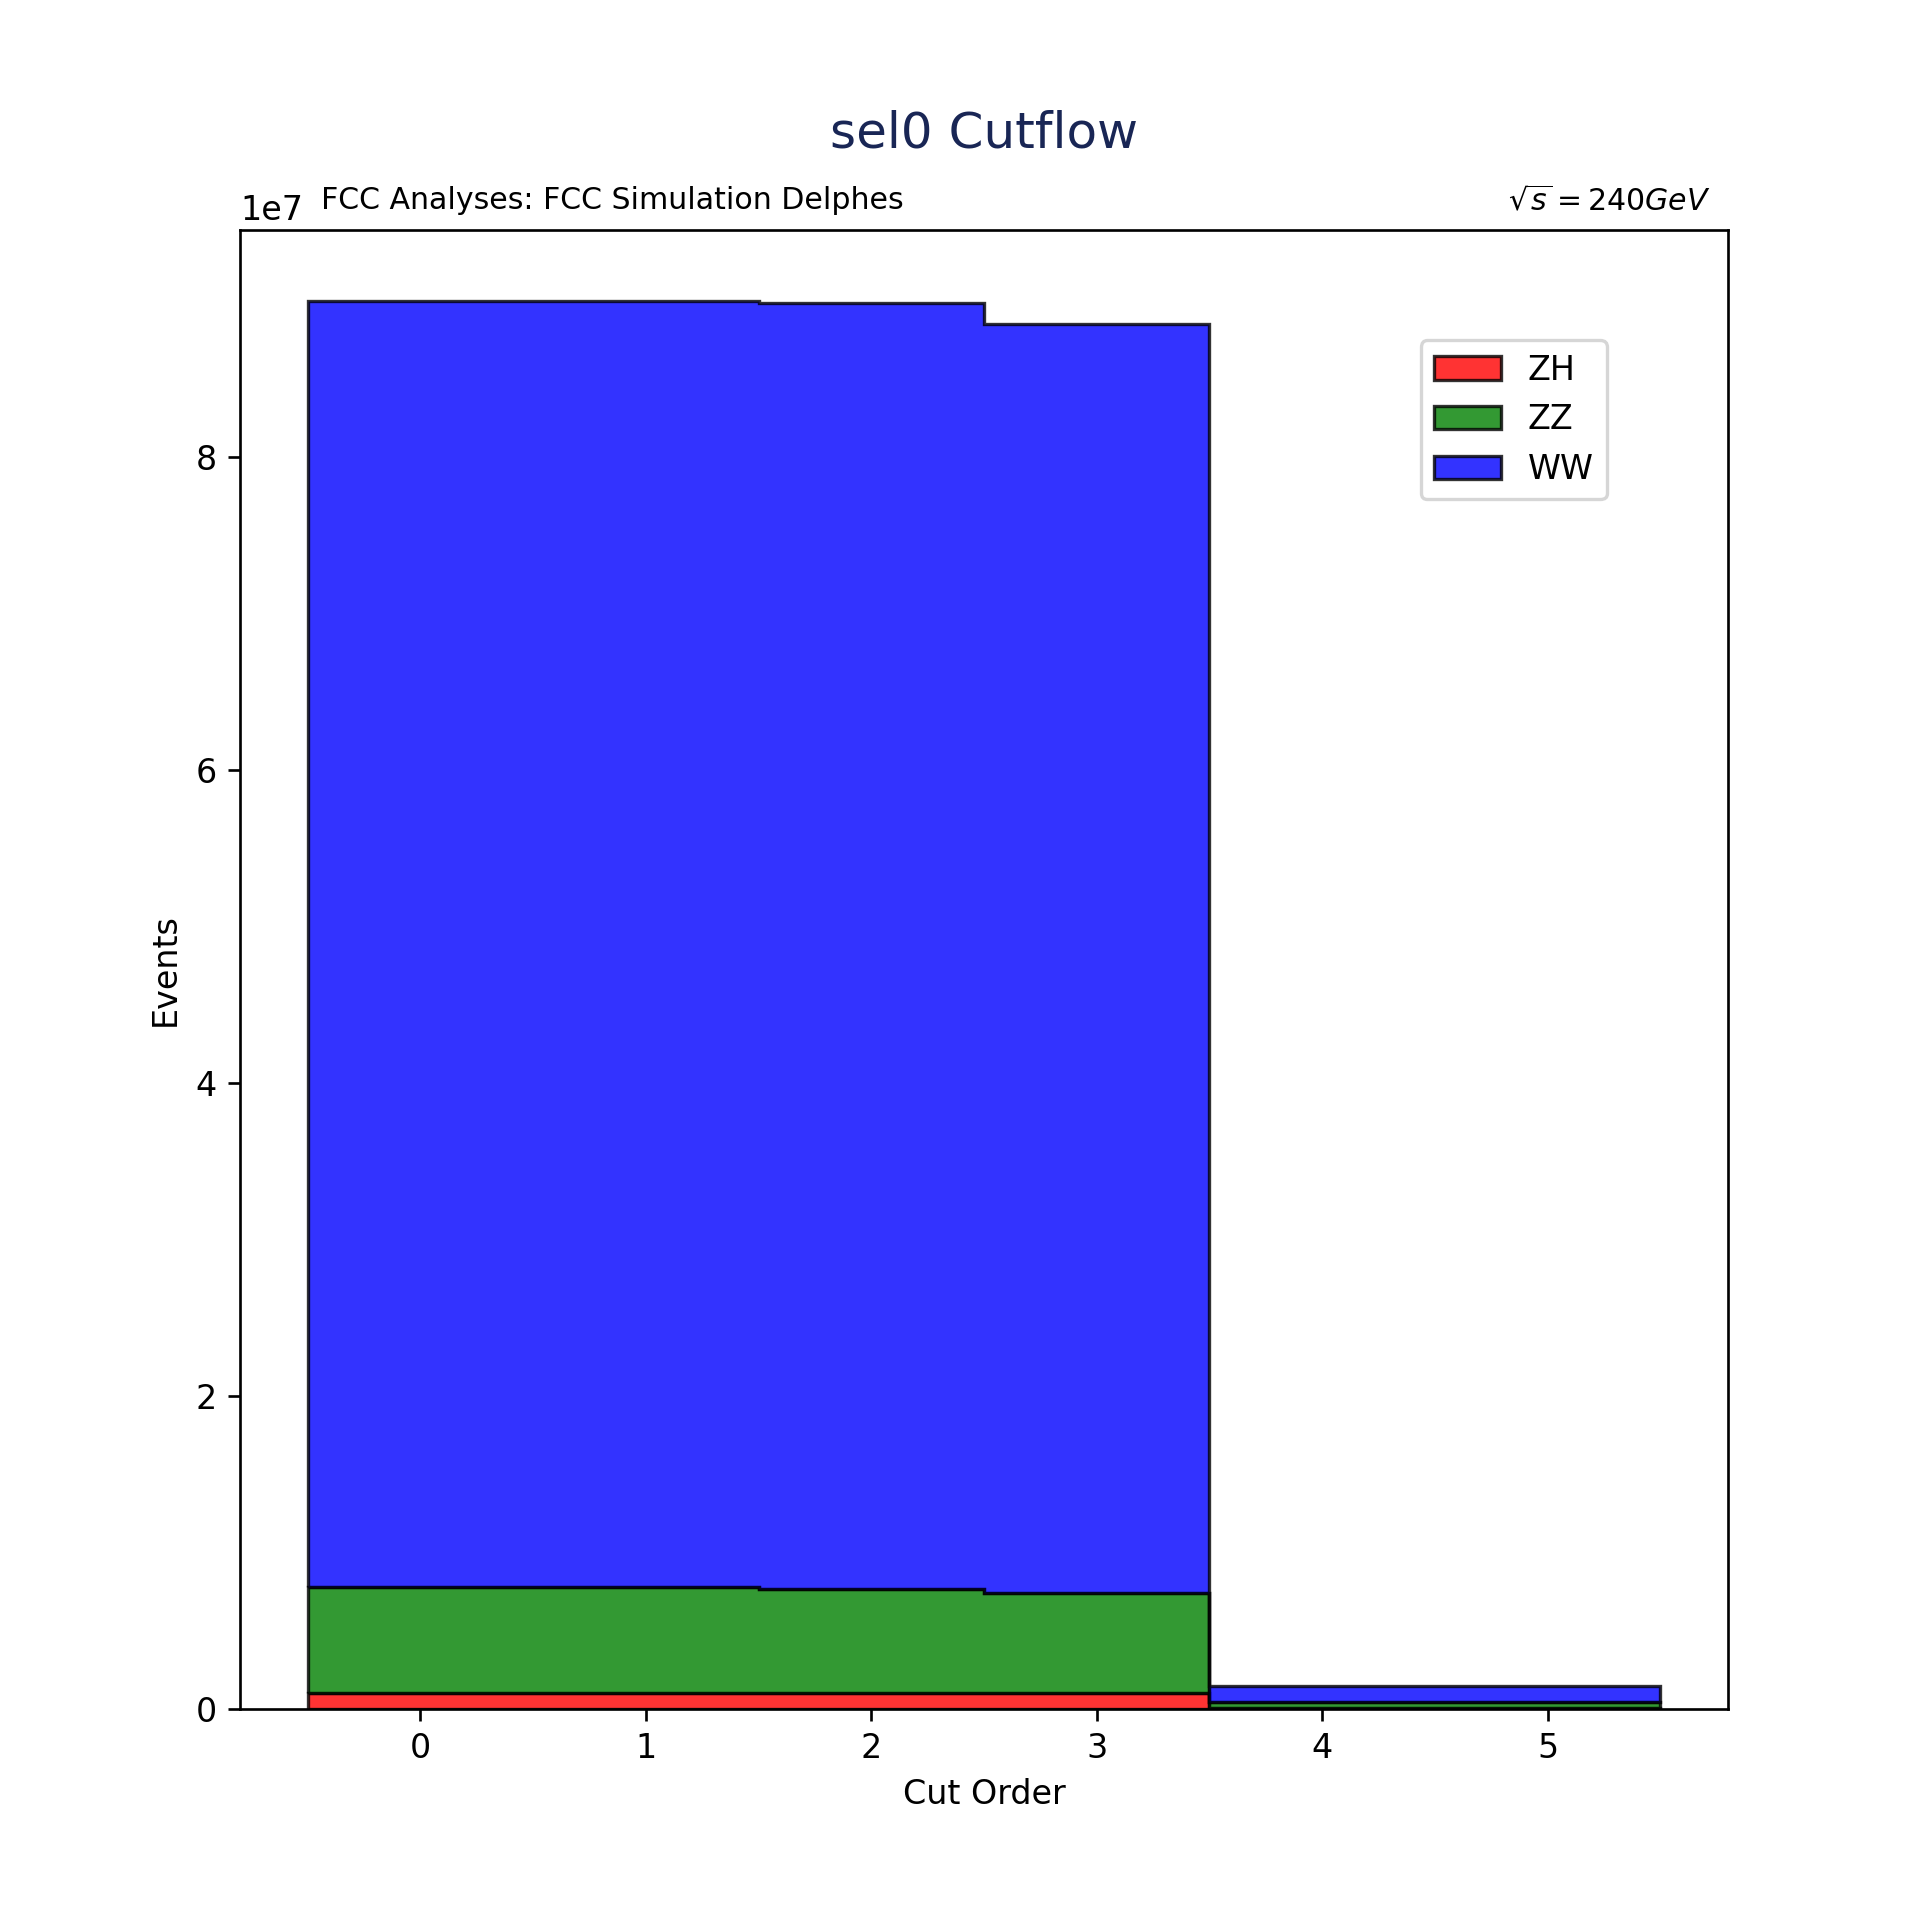 sel0 Cutflow
1e7 FCC Analyses: FCC Simulation Delphes √s = 240GeV
ZH
ZZ
WW
8
6
4
2
0
Events
0 1 2 3 4 5
Cut Order